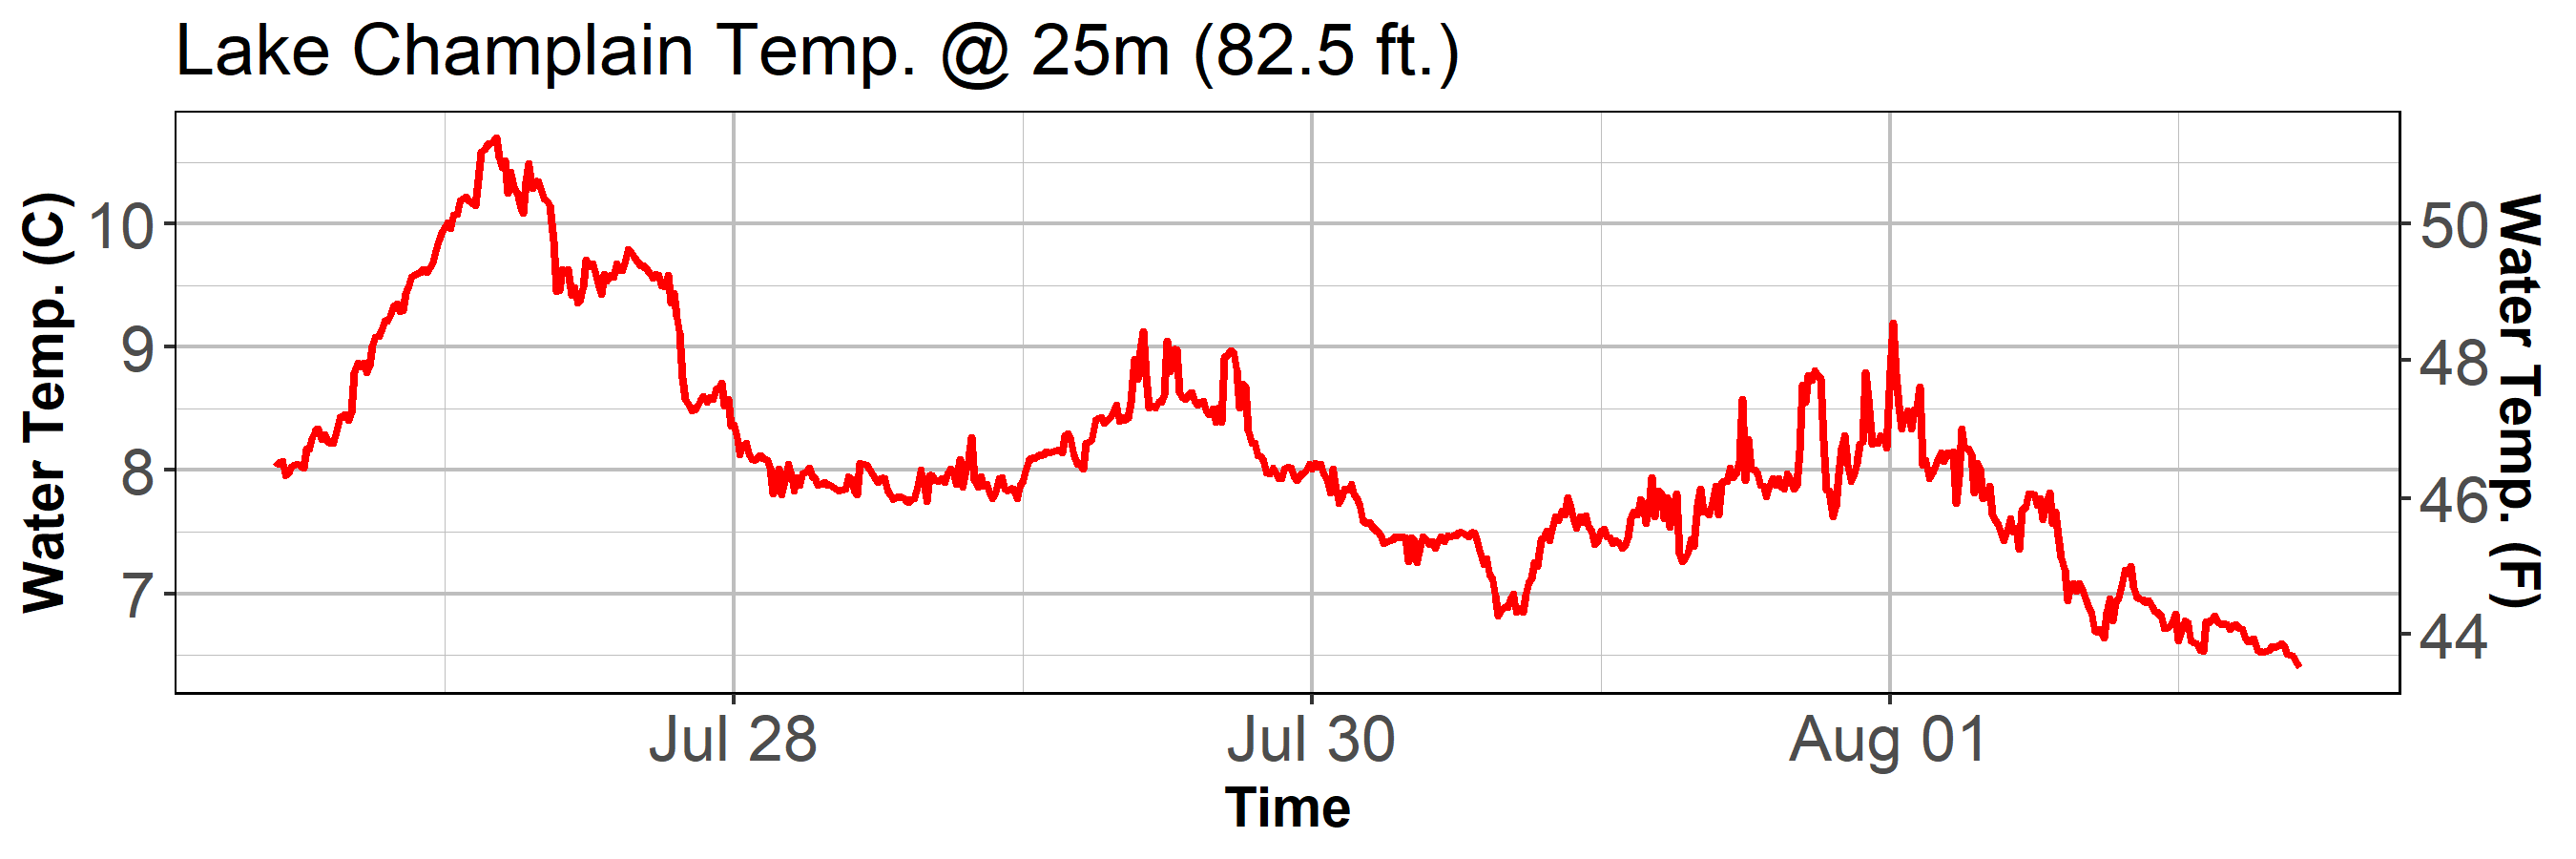 Lake Champlain Temp. @ 25m (82.5 ft.)
Water Temp. (C)
10
9
8
7
50
48
46
44
Water Temp. (F)
Jul 28
Jul 30
Aug 01
Time